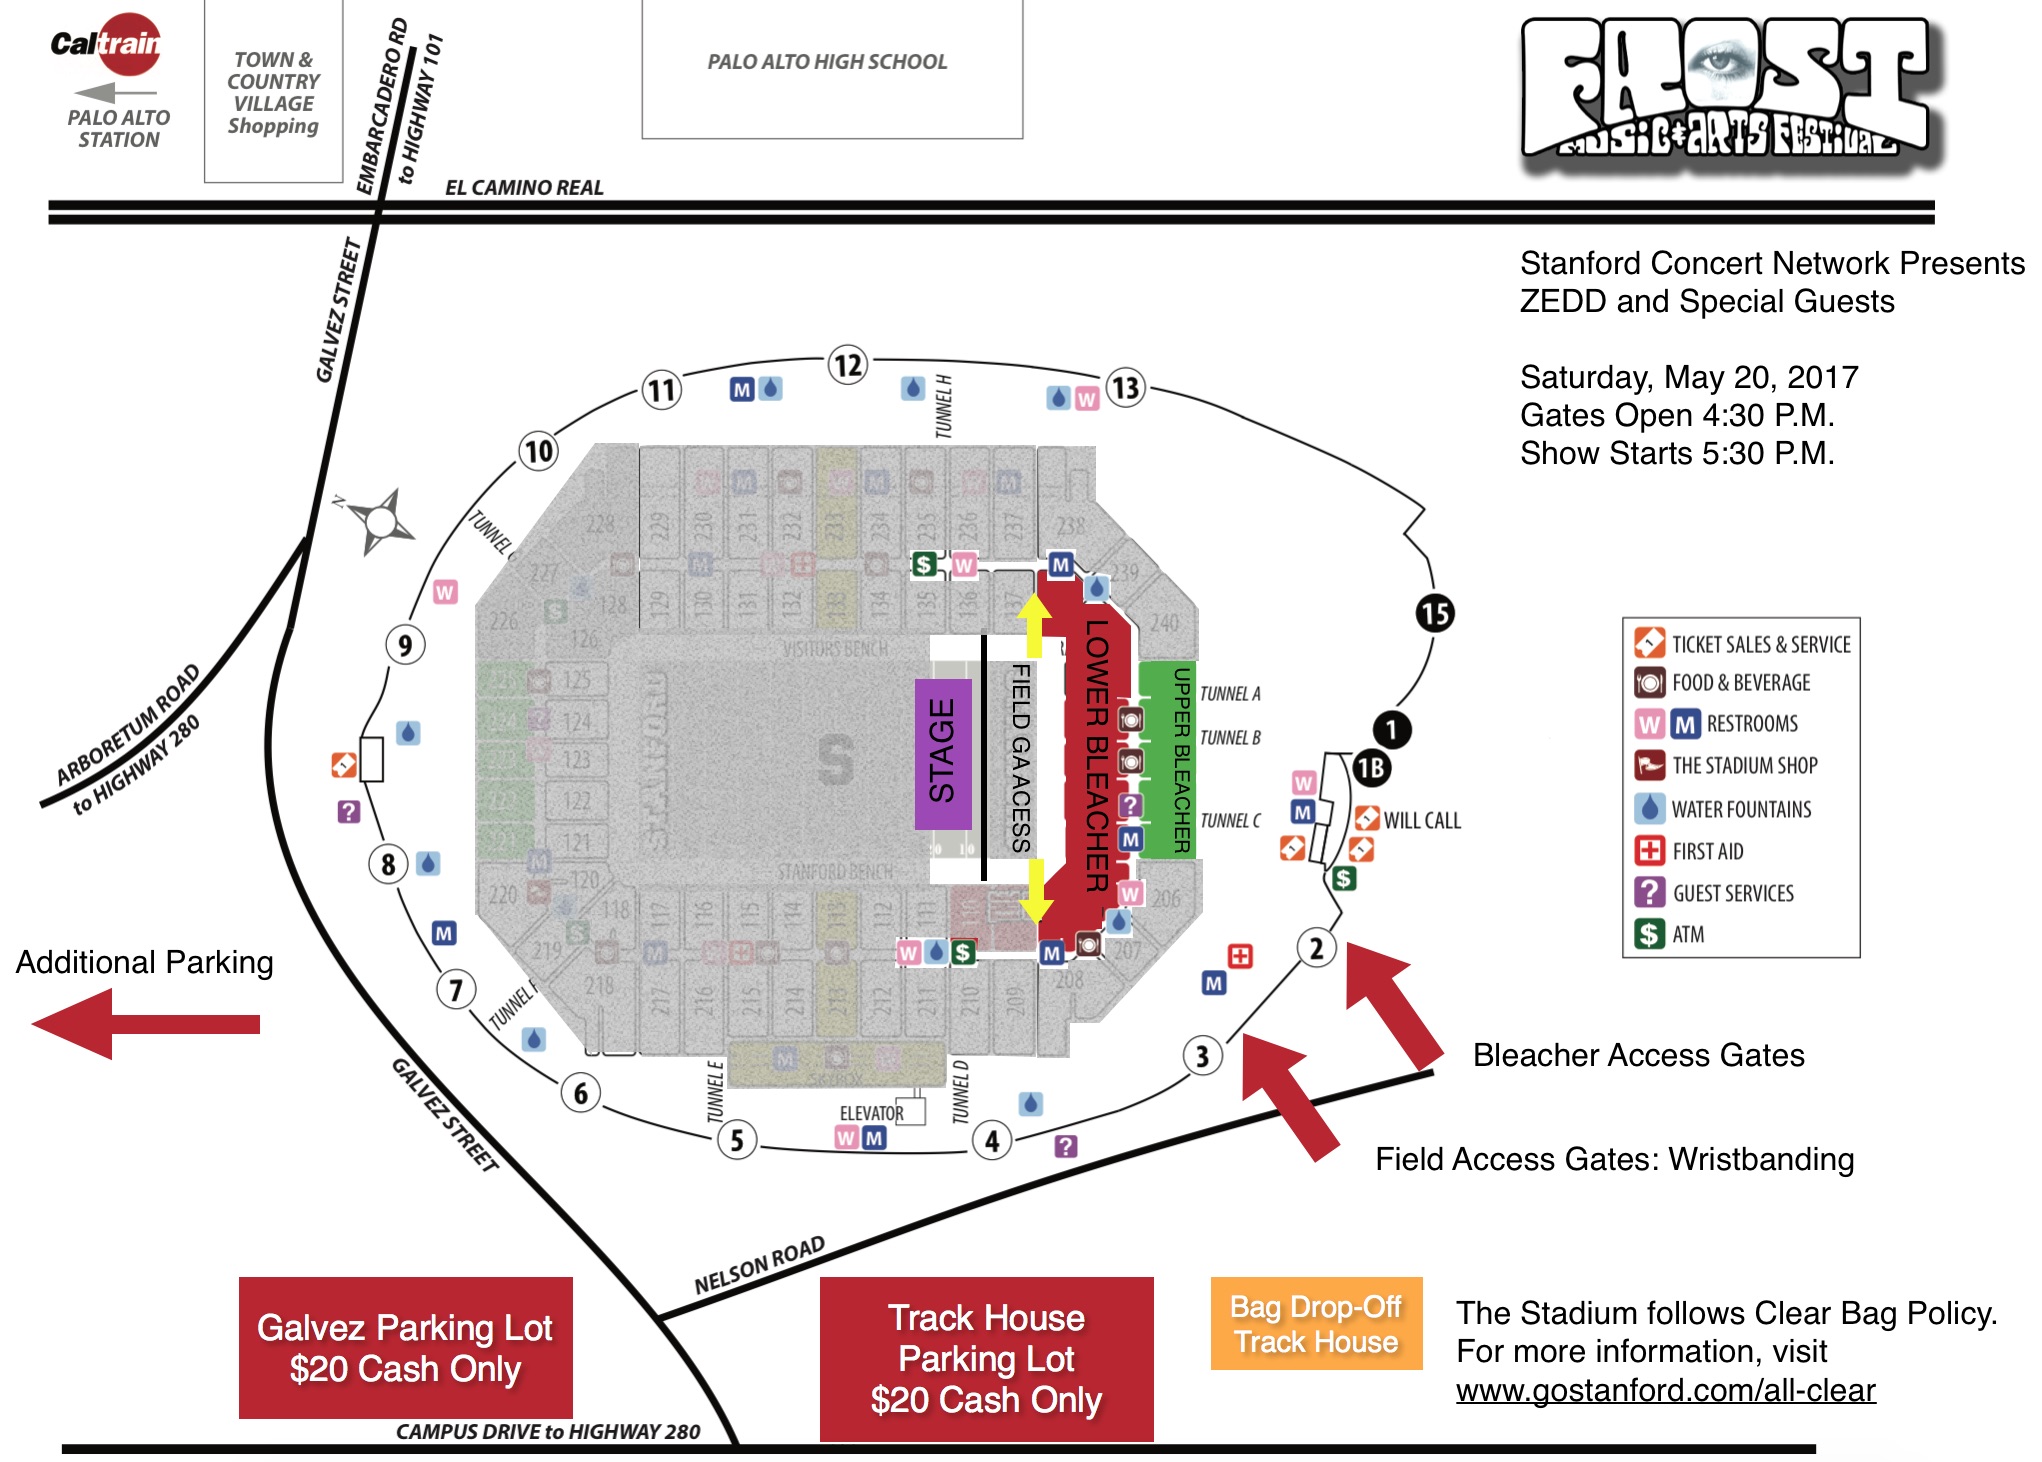 Caltrain
PALO ALTO
STATION
TOWN &
COUNTRY
VILLAGE
Shopping
EMBARCADERO RD
to HIGHWAY 101
PALO ALTO HIGH SCHOOL
FROST
MUSIC & ARTS FESTIVAL
EL CAMINO REAL
GALVEZ STREET
Stanford Concert Network Presents
ZEDD and Special Guests
Saturday, May 20, 2017
Gates Open 4:30 P.M.
Show Starts 5:30 P.M.
12
11
13
10
M
W
TUNNEL H
N
TUNNEL G
W
9
228
229
230
231
232
233
234
235
236
237
238
W M W M W M
227
239
128
129
130
131
132
133
134
135
136
137
M W $ W M
226
126
240
$
VISITORS BENCH
125
124
123
122
121
STANFORD
S
STAGE
FIELD GA ACESS
LOWER BLEACHER
UPPER BLEACHER
TUNNEL A
TUNNEL B
TUNNEL C
?
M
W
10
STANFORD BENCH
220
120
118
117
116
115
114
113
112
111
206
219
207
M W W $ M
218
217
216
215
214
213
212
211
210
209
208
M W
SKYBOX
TUNNEL F
TUNNEL E
TUNNEL D
ELEVATOR
W M
15
1
1B
W
M
WILL CALL
$
2
M
3
4
?
5
6
7
M
8
?
ARBORETUM ROAD
to HIGHWAY 280
TICKET SALES & SERVICE
FOOD & BEVERAGE
W M RESTROOMS
THE STADIUM SHOP
WATER FOUNTAINS
FIRST AID
? GUEST SERVICES
$ ATM
Additional Parking
Bleacher Access Gates
Field Access Gates: Wristbanding
GALVEZ STREET
NELSON ROAD
Galvez Parking Lot
$20 Cash Only
Track House
Parking Lot
$20 Cash Only
Bag Drop-Off
Track House
The Stadium follows Clear Bag Policy.
For more information, visit
www.gostanford.com/all-clear
CAMPUS DRIVE to HIGHWAY 280